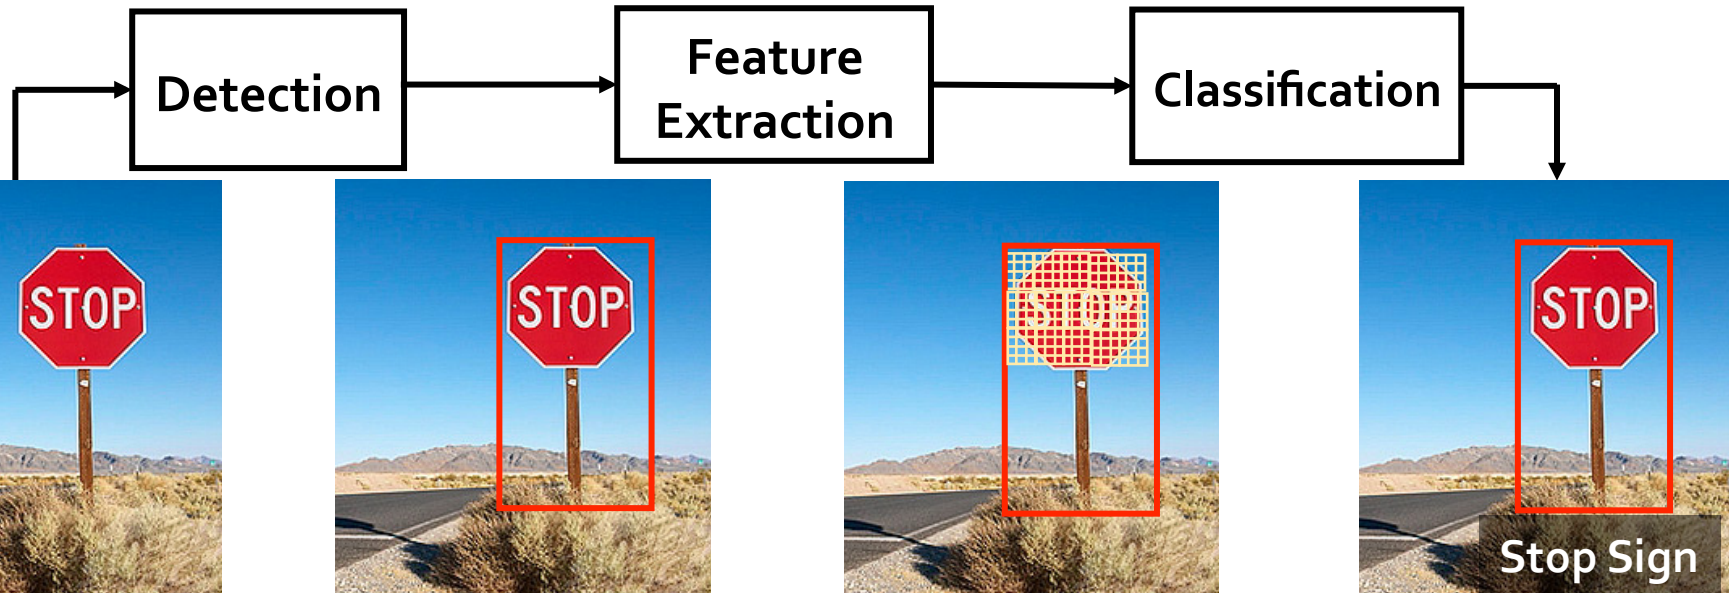 Detection
Feature
Extraction
Classification
STOP
STOP
STOP
STOP
Stop Sign